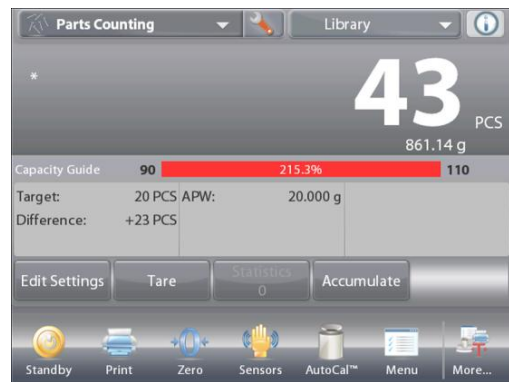 Parts Counting
Library
*
43
PCS
861.14 g
Capacity Guide 90 215.3% 110
Target: 20 PCS APW: 20.000 g
Difference: +23 PCS
Edit Settings Tare Statistics Accumulate
0
Standby Print Zero Sensors AutoCal™ Menu More...